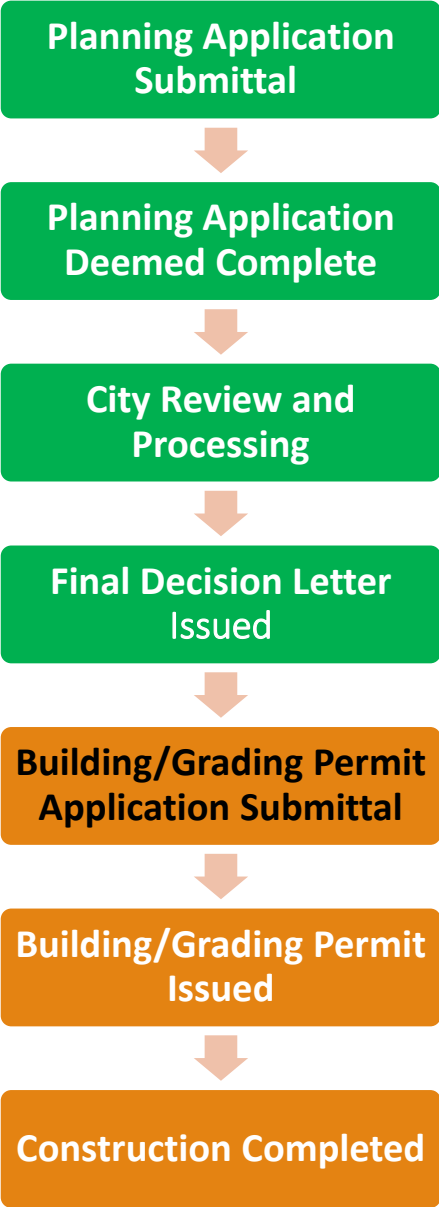 Planning Application
Submittal
Planning Application
Deemed Complete
City Review and
Processing
Final Decision Letter
Issued
Building/Grading Permit
Application Submittal
Building/Grading Permit
Issued
Construction Completed